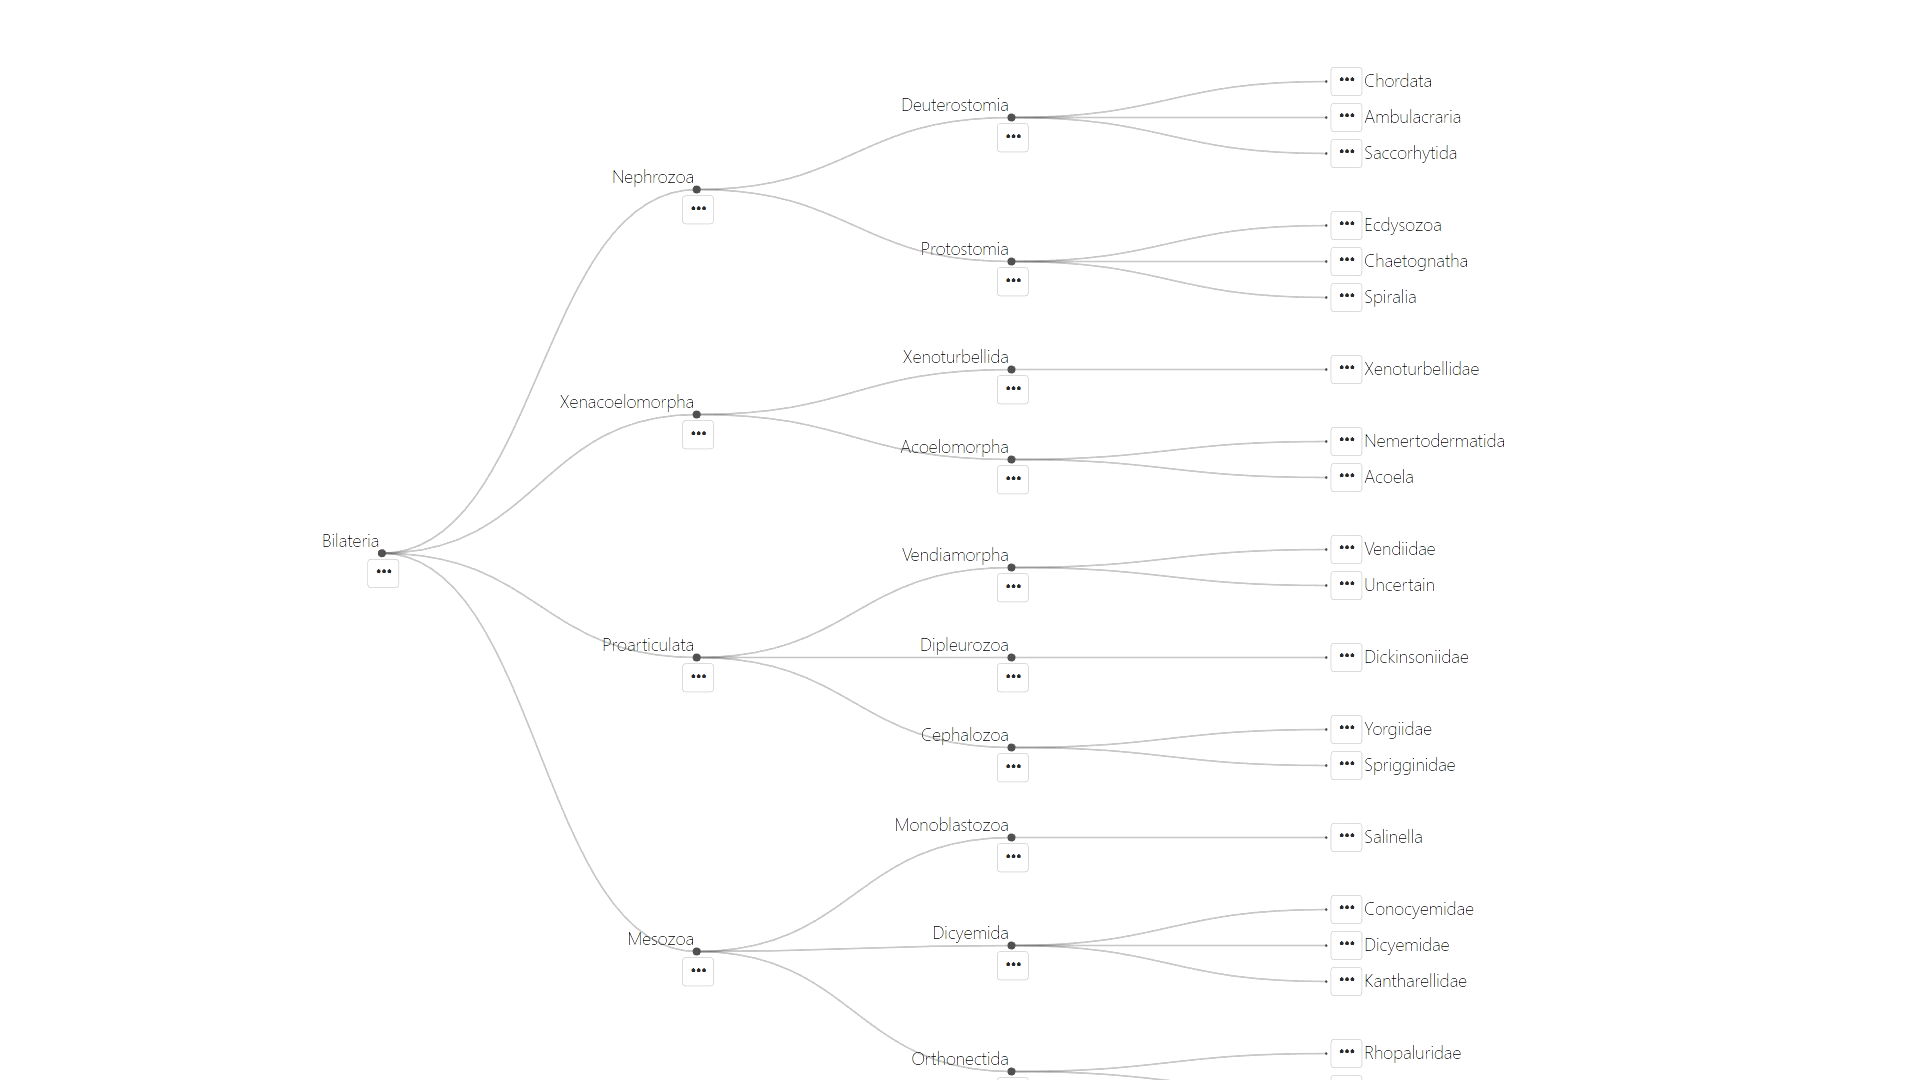 Bilateria
Nephrozoa
Deuterostomia
Chordata
Ambulacraria
Saccorhytida
Protostomia
Ecdysozoa
Chaetognatha
Spiralia
Xenacoelomorpha
Xenoturbellida
Xenoturbellidae
Acoelomorpha
Nemertodermatida
Acoela
Proarticulata
Vendiamorpha
Vendiidae
Uncertain
Dipleurozoa
Dickinsoniidae
Cephalozoa
Yorgiidae
Sprigginidae
Mesozoa
Monoblastozoa
Salinella
Dicyemida
Conocyemidae
Dicyemidae
Kantharellidae
Orthonectida
Rhopaluridae